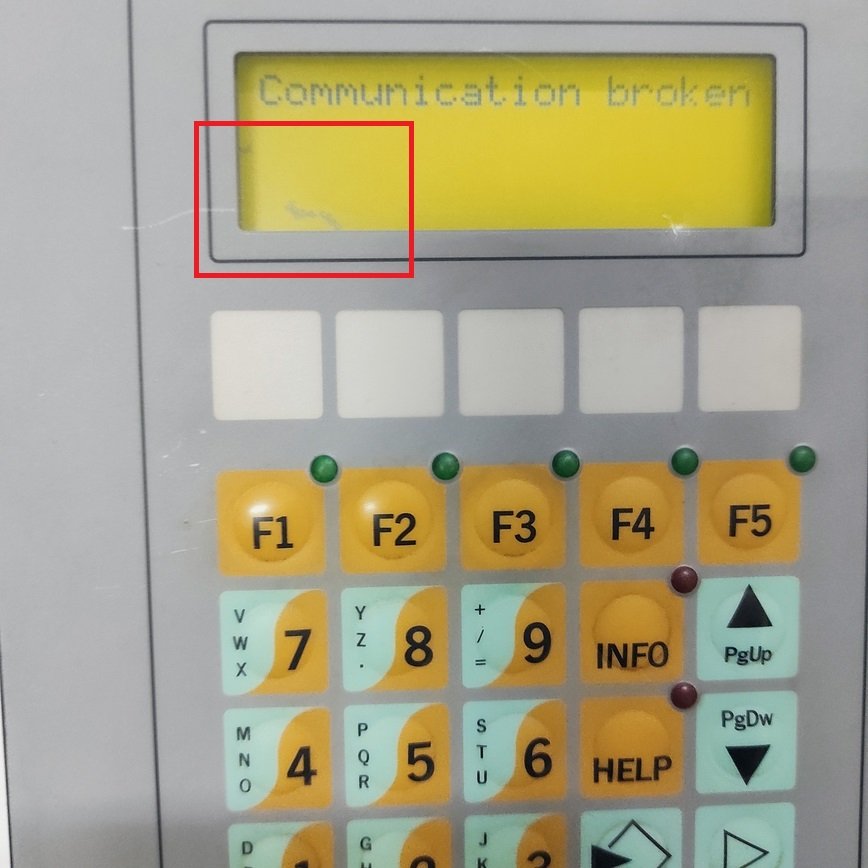 Communication broken
F1 F2 F3 F4 F5
V W X 7 Y Z . 8 + / = 9 INFO PgUp
M N O 4 P Q R 5 S T U 6 HELP PgDw
D G J K